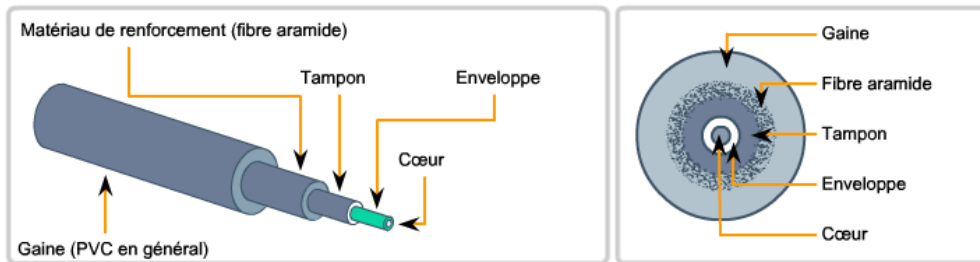 Matériau de renforcement (fibre aramide)
Tampon
Enveloppe
Cœur
Gaine (PVC en général)
Gaine
Fibre aramide
Tampon
Enveloppe
Cœur